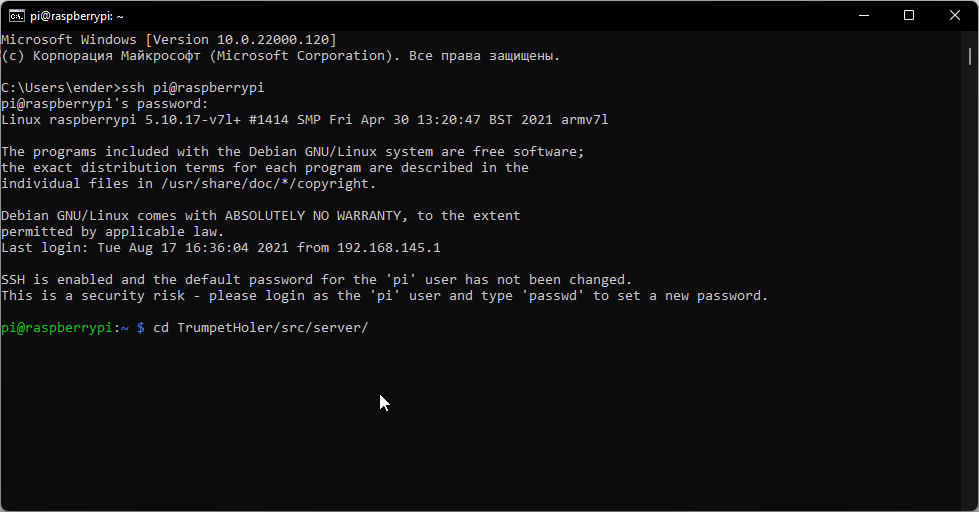 pi@raspberrypi: ~
Microsoft Windows [Version 10.0.22000.120]
(c) Корпорация Майкрософт (Microsoft Corporation). Все права защищены.
C:\Users\ender>ssh pi@raspberrypi
pi@raspberrypi's password:
Linux raspberrypi 5.10.17-v7l+ #1414 SMP Fri Apr 30 13:20:47 BST 2021 armv7l
The programs included with the Debian GNU/Linux system are free software;
the exact distribution terms for each program are described in the
individual files in /usr/share/doc/*/copyright.
Debian GNU/Linux comes with ABSOLUTELY NO WARRANTY, to the extent
permitted by applicable law.
Last login: Tue Aug 17 16:36:04 2021 from 192.168.145.1
SSH is enabled and the default password for the 'pi' user has not been changed.
This is a security risk - please login as the 'pi' user and type 'passwd' to set a new password.
pi@raspberrypi:~ $ cd TrumpetHoler/src/server/